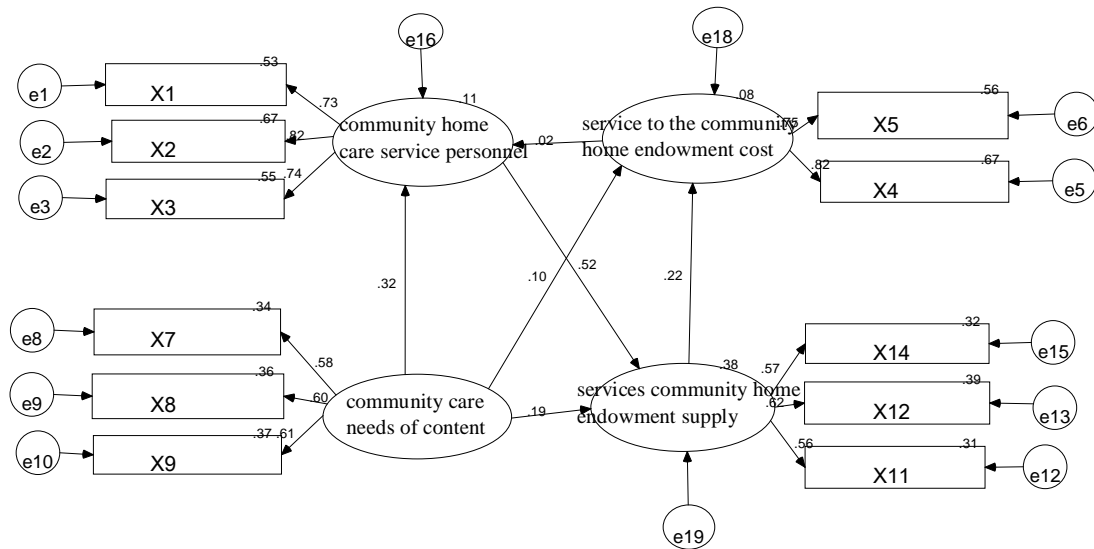 e16
e18
.53
e1
X1
.73
.11
.08
.56
.67
community home
service to the community
.75
X5
e6
e2
X2
.82
care service personnel
.02
home endowment cost
.67
.55
.74
.82
X4
e5
e3
X3
.32
.10
.52
.22
.34
e8
X7
.58
.38
.32
.57
X14
e15
.36
services community home
.39
e9
X8
.60
community care
.19
endowment supply
.62
X12
e13
needs of content
.37
.61
.56
.31
e10
X9
X11
e12
e19